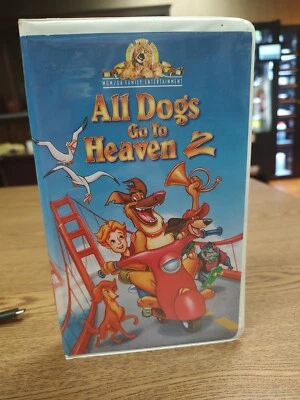 MGM/UA FAMILY ENTERTAINMENT
All Dogs
Go To
Heaven 2